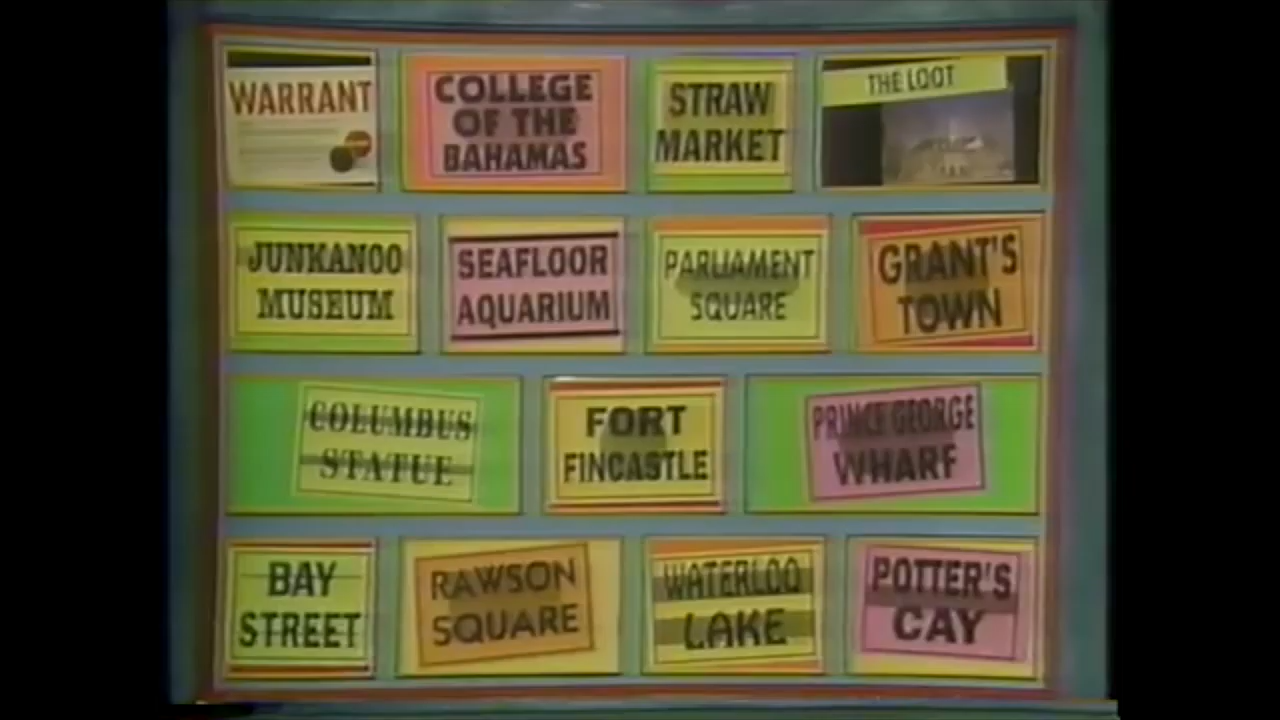 WARRANT
COLLEGE
OF THE
BAHAMAS
STRAW
MARKET
THE LOOT
JUNKANOO
MUSEUM
SEAFLOOR
AQUARIUM
PARLIAMENT
SQUARE
GRANT'S
TOWN
COLUMBUS
STATUE
FORT
FINCASTLE
PRINCE GEORGE
WHARF
BAY
STREET
RAWSON
SQUARE
WATERLOO
LAKE
POTTER'S
CAY